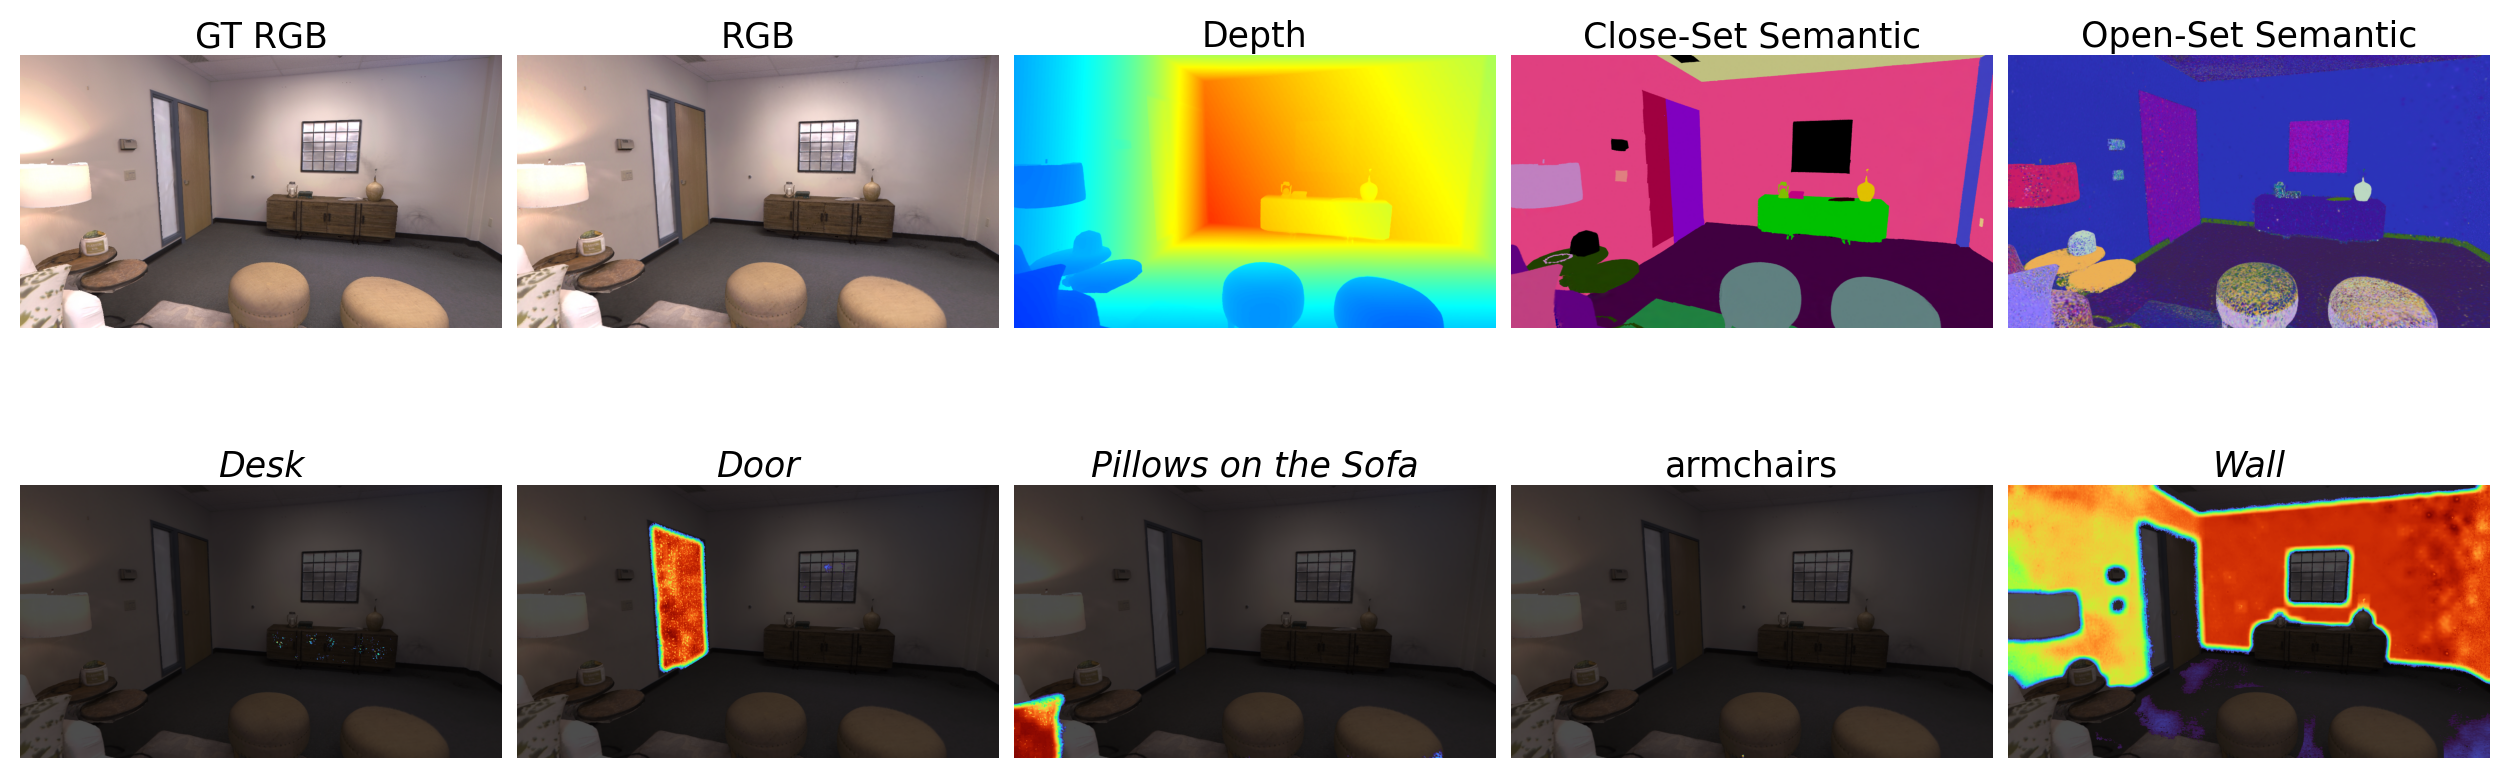 GT RGB
RGB
Depth
Close-Set Semantic
Open-Set Semantic
Desk
Door
Pillows on the Sofa
armchairs
Wall